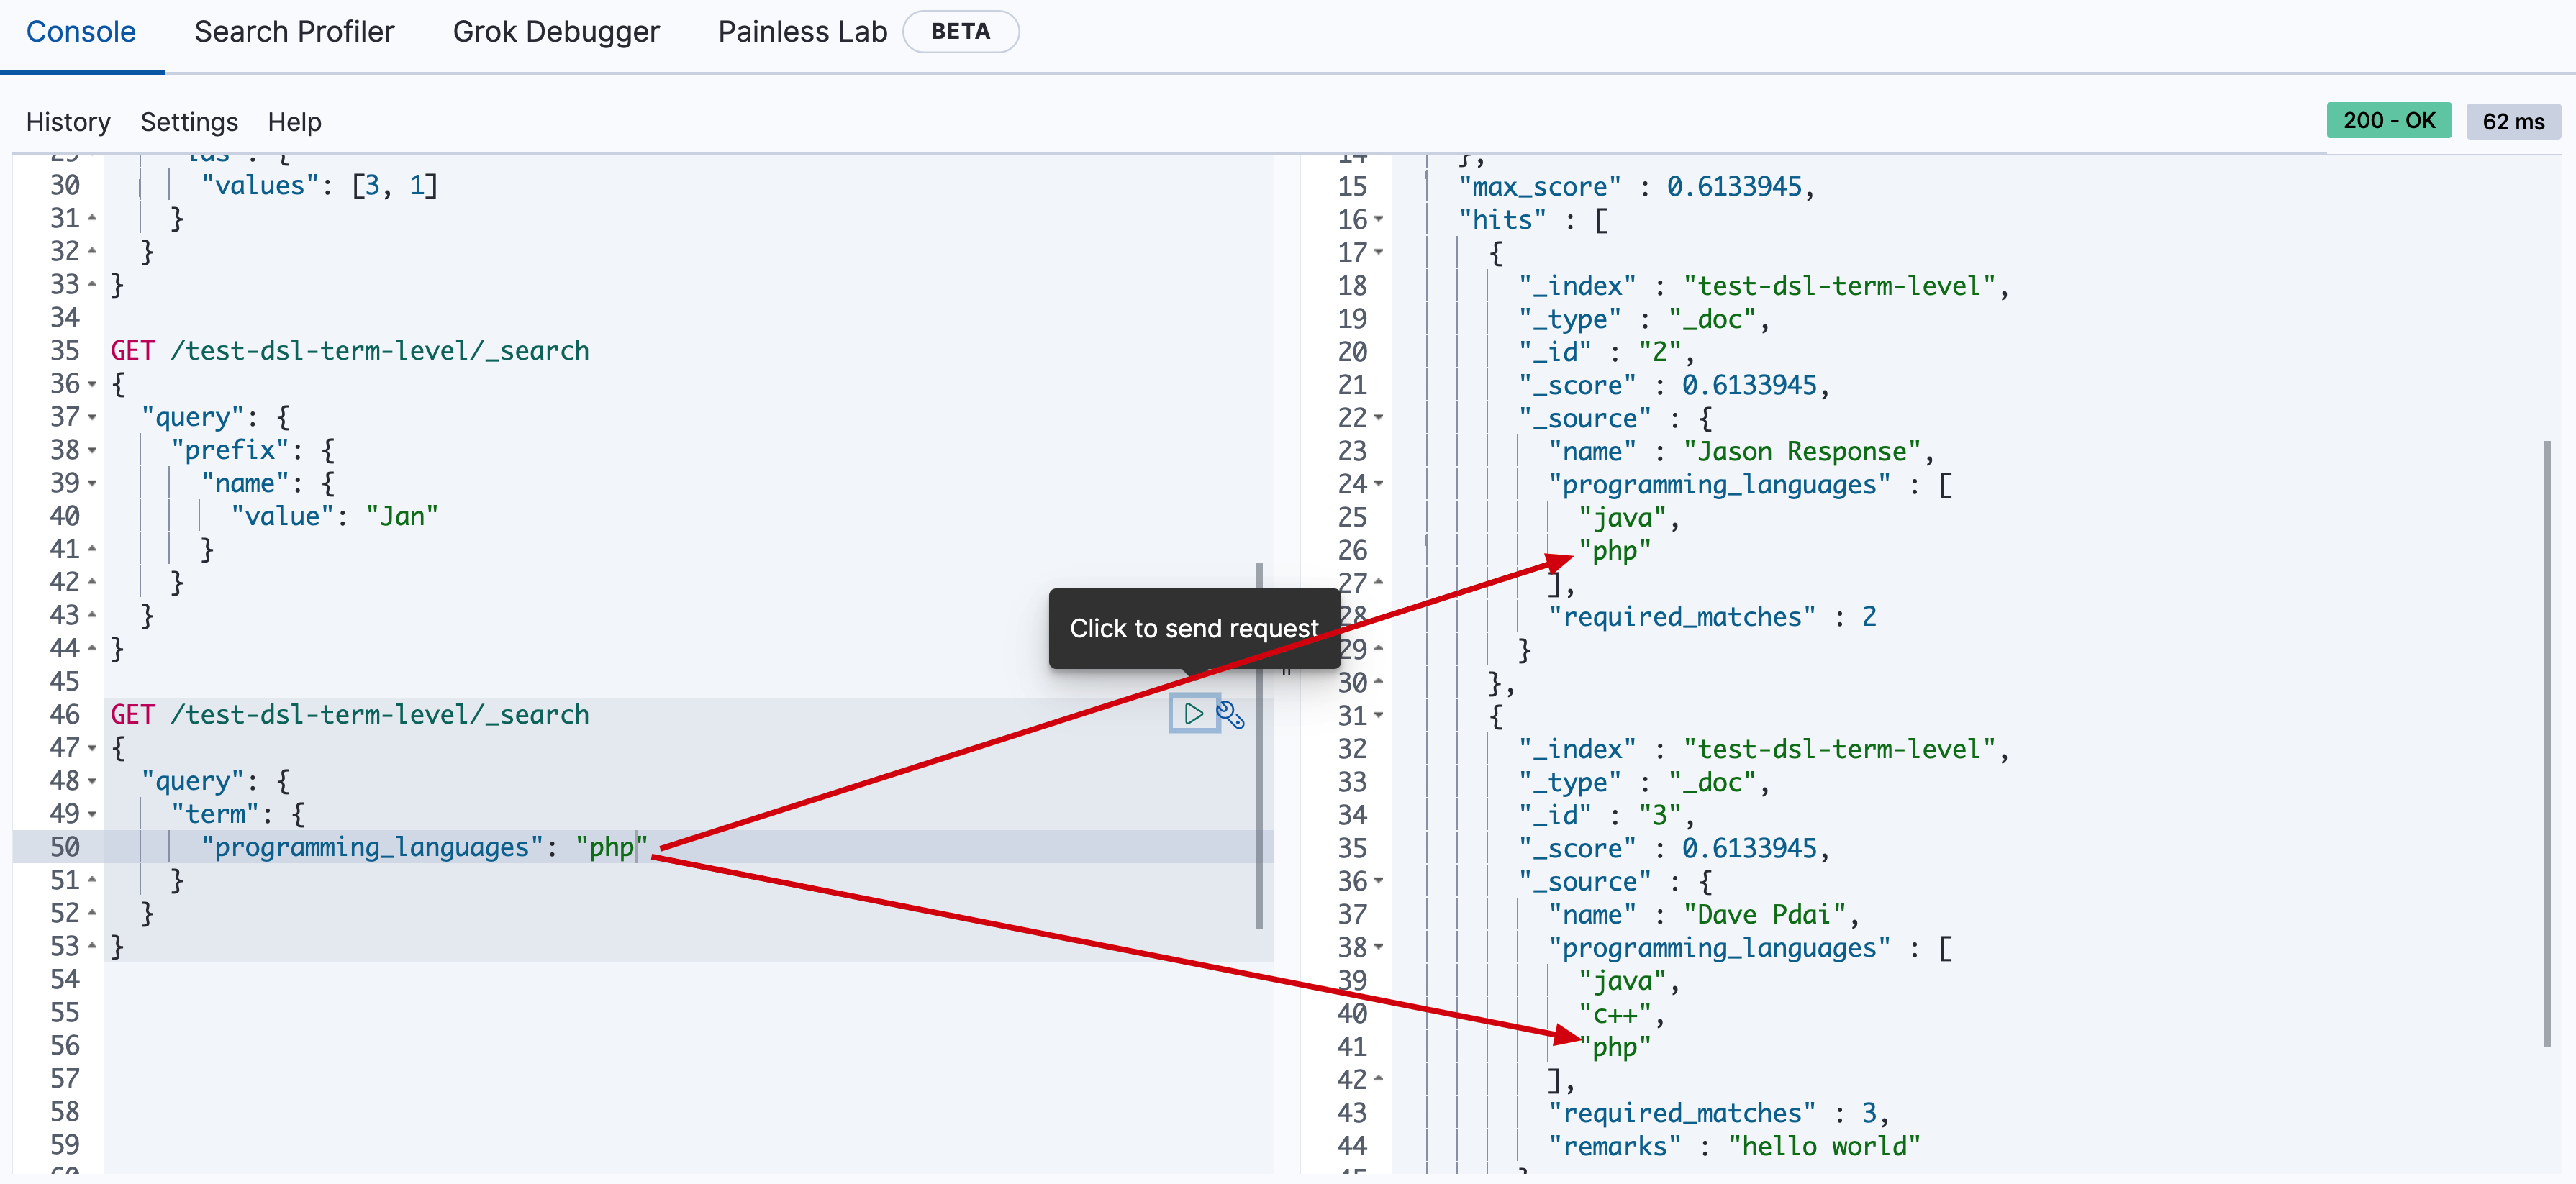 Console Search Profiler Grok Debugger Painless Lab BETA
History Settings Help
200 - OK 62 ms
30 "values": [3, 1]
31 }
32 }
33 }
34
35 GET /test-dsl-term-level/_search
36 {
37 "query": {
38 "prefix": {
39 "name": {
40 "value": "Jan"
41 }
42 }
43 }
44 }
45
46 GET /test-dsl-term-level/_search
47 {
48 "query": {
49 "term": {
50 "programming_languages": "php"
51 }
52 }
53 }
54
55
56
57
58
59
Click to send request
14 },
15 "max_score" : 0.6133945,
16 "hits" : [
17 {
18 "_index" : "test-dsl-term-level",
19 "_type" : "_doc",
20 "_id" : "2",
21 "_score" : 0.6133945,
22 "_source" : {
23 "name" : "Jason Response",
24 "programming_languages" : [
25 "java",
26 "php"
27 ],
28 "required_matches" : 2
29 }
30 },
31 {
32 "_index" : "test-dsl-term-level",
33 "_type" : "_doc",
34 "_id" : "3",
35 "_score" : 0.6133945,
36 "_source" : {
37 "name" : "Dave Pdai",
38 "programming_languages" : [
39 "java",
40 "c++",
41 "php"
42 ],
43 "required_matches" : 3,
44 "remarks" : "hello world"